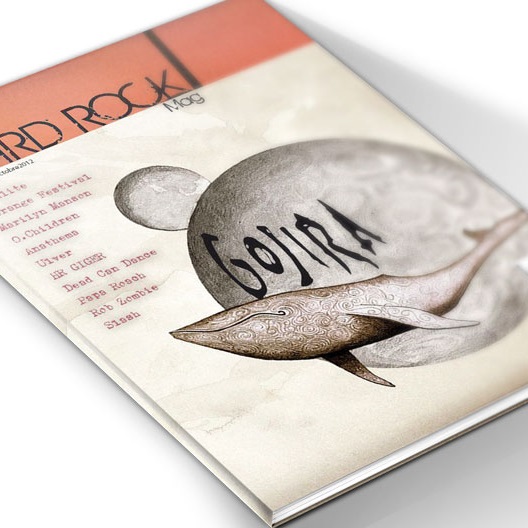 ARD ROCK
Mag
ctobre2012
lite
range Festival
Marilyn Manson
O.Children
Anathema
Ulver
HR GIGER
Dead Can Dance
Papa Roach
Rob Zombie
Slash
GOJIRA